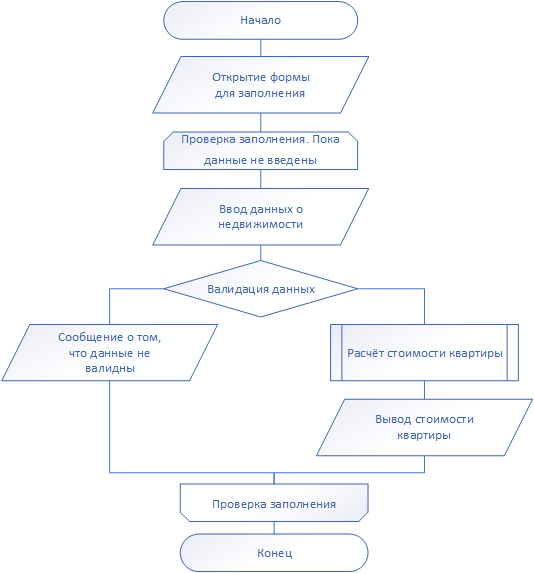 Начало
Открытие формы
для заполнения
Проверка заполнения. Пока
данные не введены
Ввод данных о
недвижимости
Валидация данных
Сообщение о том,
что данные не
валидны
Расчёт стоимости квартиры
Вывод стоимости
квартиры
Проверка заполнения
Конец